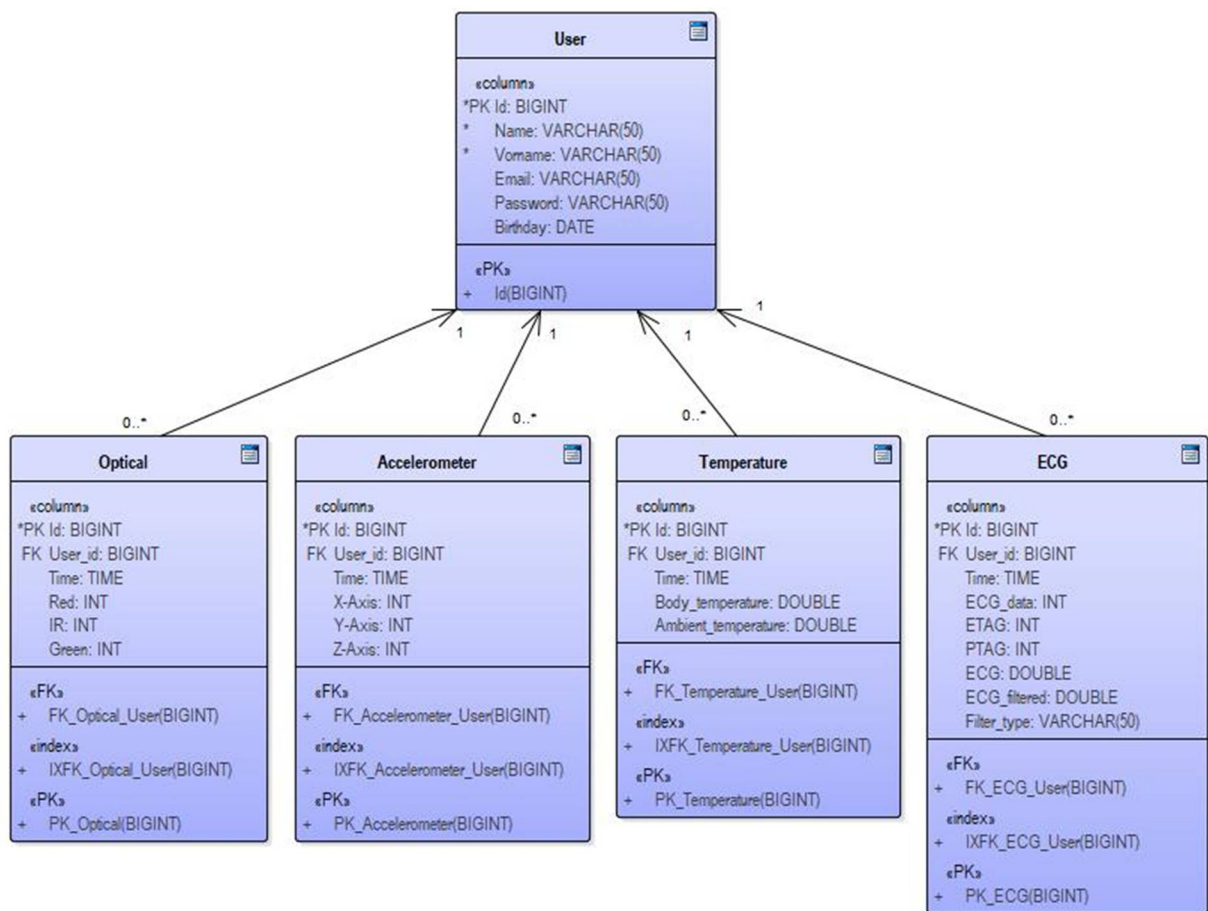 User
«column»
*PK Id: BIGINT
* Name: VARCHAR(50)
* Vorname: VARCHAR(50)
Email: VARCHAR(50)
Password: VARCHAR(50)
Birthday: DATE
«PK»
+ Id(BIGINT)
1
1
1
1
0..*
0..*
0..*
0..*
Optical
«column»
*PK Id: BIGINT
FK User_id: BIGINT
Time: TIME
Red: INT
IR: INT
Green: INT
«FK»
+ FK_Optical_User(BIGINT)
«index»
+ IXFK_Optical_User(BIGINT)
«PK»
+ PK_Optical(BIGINT)
Accelerometer
«column»
*PK Id: BIGINT
FK User_id: BIGINT
Time: TIME
X-Axis: INT
Y-Axis: INT
Z-Axis: INT
«FK»
+ FK_Accelerometer_User(BIGINT)
«index»
+ IXFK_Accelerometer_User(BIGINT)
«PK»
+ PK_Accelerometer(BIGINT)
Temperature
«column»
*PK Id: BIGINT
FK User_id: BIGINT
Time: TIME
Body_temperature: DOUBLE
Ambient_temperature: DOUBLE
«FK»
+ FK_Temperature_User(BIGINT)
«index»
+ IXFK_Temperature_User(BIGINT)
«PK»
+ PK_Temperature(BIGINT)
ECG
«column»
*PK Id: BIGINT
FK User_id: BIGINT
Time: TIME
ECG_data: INT
ETAG: INT
PTAG: INT
ECG: DOUBLE
ECG_filtered: DOUBLE
Filter_type: VARCHAR(50)
«FK»
+ FK_ECG_User(BIGINT)
«index»
+ IXFK_ECG_User(BIGINT)
«PK»
+ PK_ECG(BIGINT)